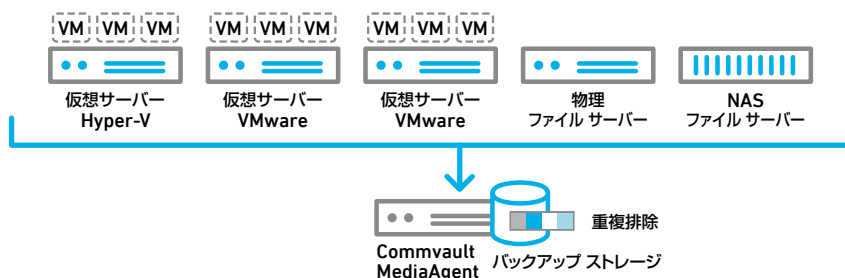 VM VM VM VM VM VM VM VM VM
仮想サーバー
Hyper-V
仮想サーバー
VMware
仮想サーバー
VMware
物理
ファイル サーバー
NAS
ファイル サーバー
重複排除
Commvault
MediaAgent
バックアップ ストレージ